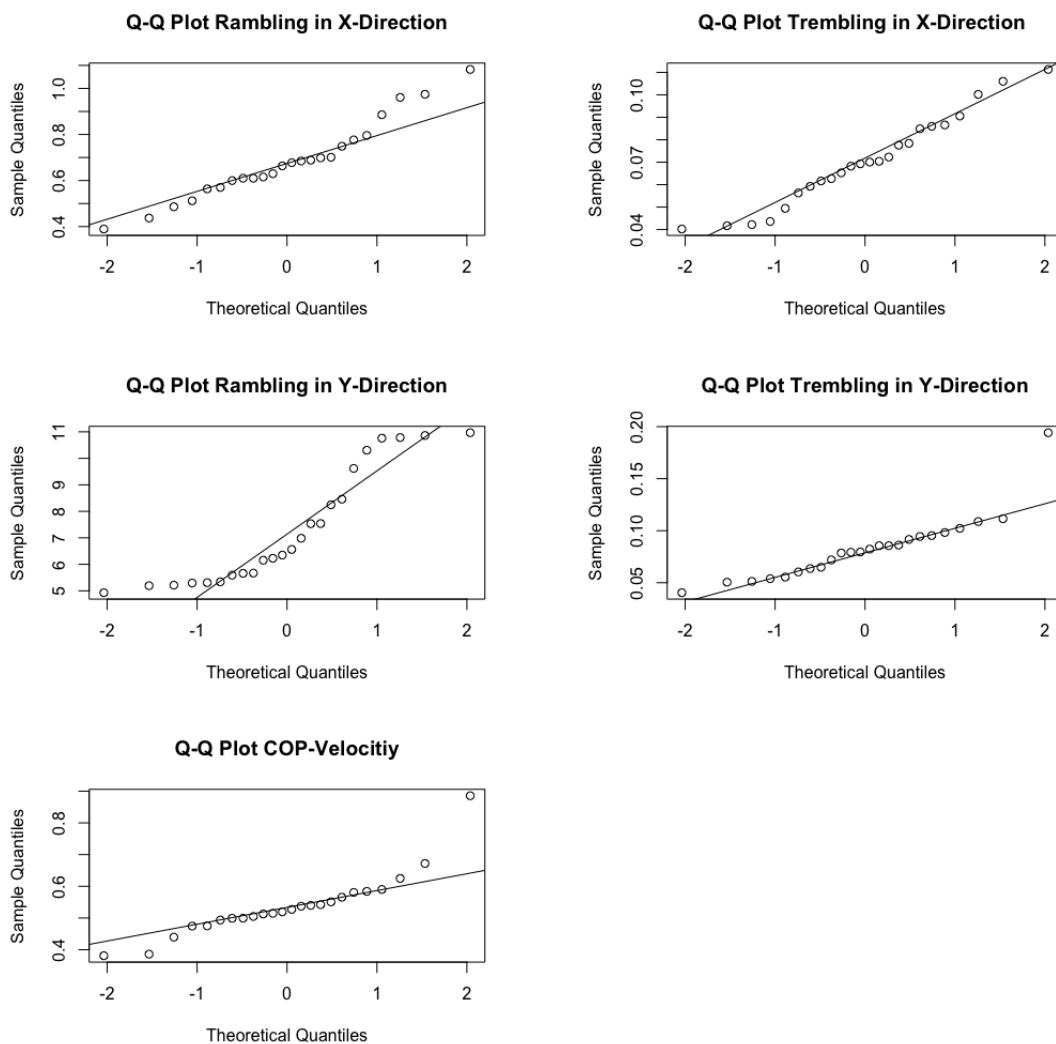 Q-Q Plot Rambling in X-Direction
Sample Quantiles
0.4 0.6 0.8 1.0
-2 -1 0 1 2
Theoretical Quantiles
Q-Q Plot Trembling in X-Direction
Sample Quantiles
0.04 0.07 0.10
-2 -1 0 1 2
Theoretical Quantiles
Q-Q Plot Rambling in Y-Direction
Sample Quantiles
5 6 7 8 9 11
-2 -1 0 1 2
Theoretical Quantiles
Q-Q Plot Trembling in Y-Direction
Sample Quantiles
0.05 0.10 0.15 0.20
-2 -1 0 1 2
Theoretical Quantiles
Q-Q Plot COP-Velocitiy
Sample Quantiles
0.4 0.6 0.8
-2 -1 0 1 2
Theoretical Quantiles